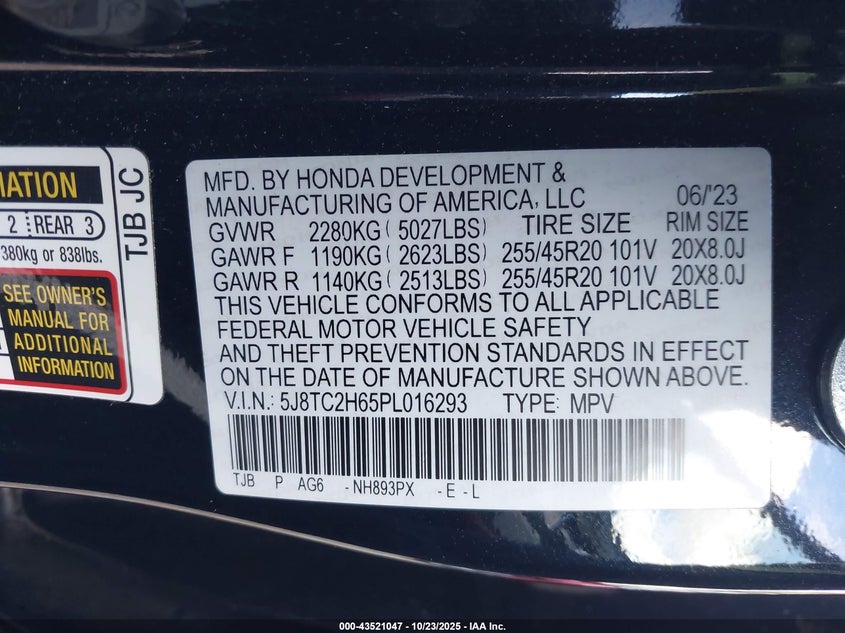 MATION
2 REAR 3
380kg or 838lbs.
SEE OWNER'S
MANUAL FOR
ADDITIONAL
INFORMATION
TJB JC
MFD. BY HONDA DEVELOPMENT &
MANUFACTURING OF AMERICA, LLC 06/'23
GVWR 2280KG( 5027LBS) TIRE SIZE RIM SIZE
GAWR F 1190KG( 2623LBS) 255/45R20 101V 20X8.0J
GAWR R 1140KG( 2513LBS) 255/45R20 101V 20X8.0J
THIS VEHICLE CONFORMS TO ALL APPLICABLE
FEDERAL MOTOR VEHICLE SAFETY
AND THEFT PREVENTION STANDARDS IN EFFECT
ON THE DATE OF MANUFACTURE SHOWN ABOVE.
V.I.N.: 5J8TC2H65PL016293 TYPE: MPV
TJB P AG6 -NH893PX -E-L
000-43521047 - 10/23/2025 - IAA Inc.